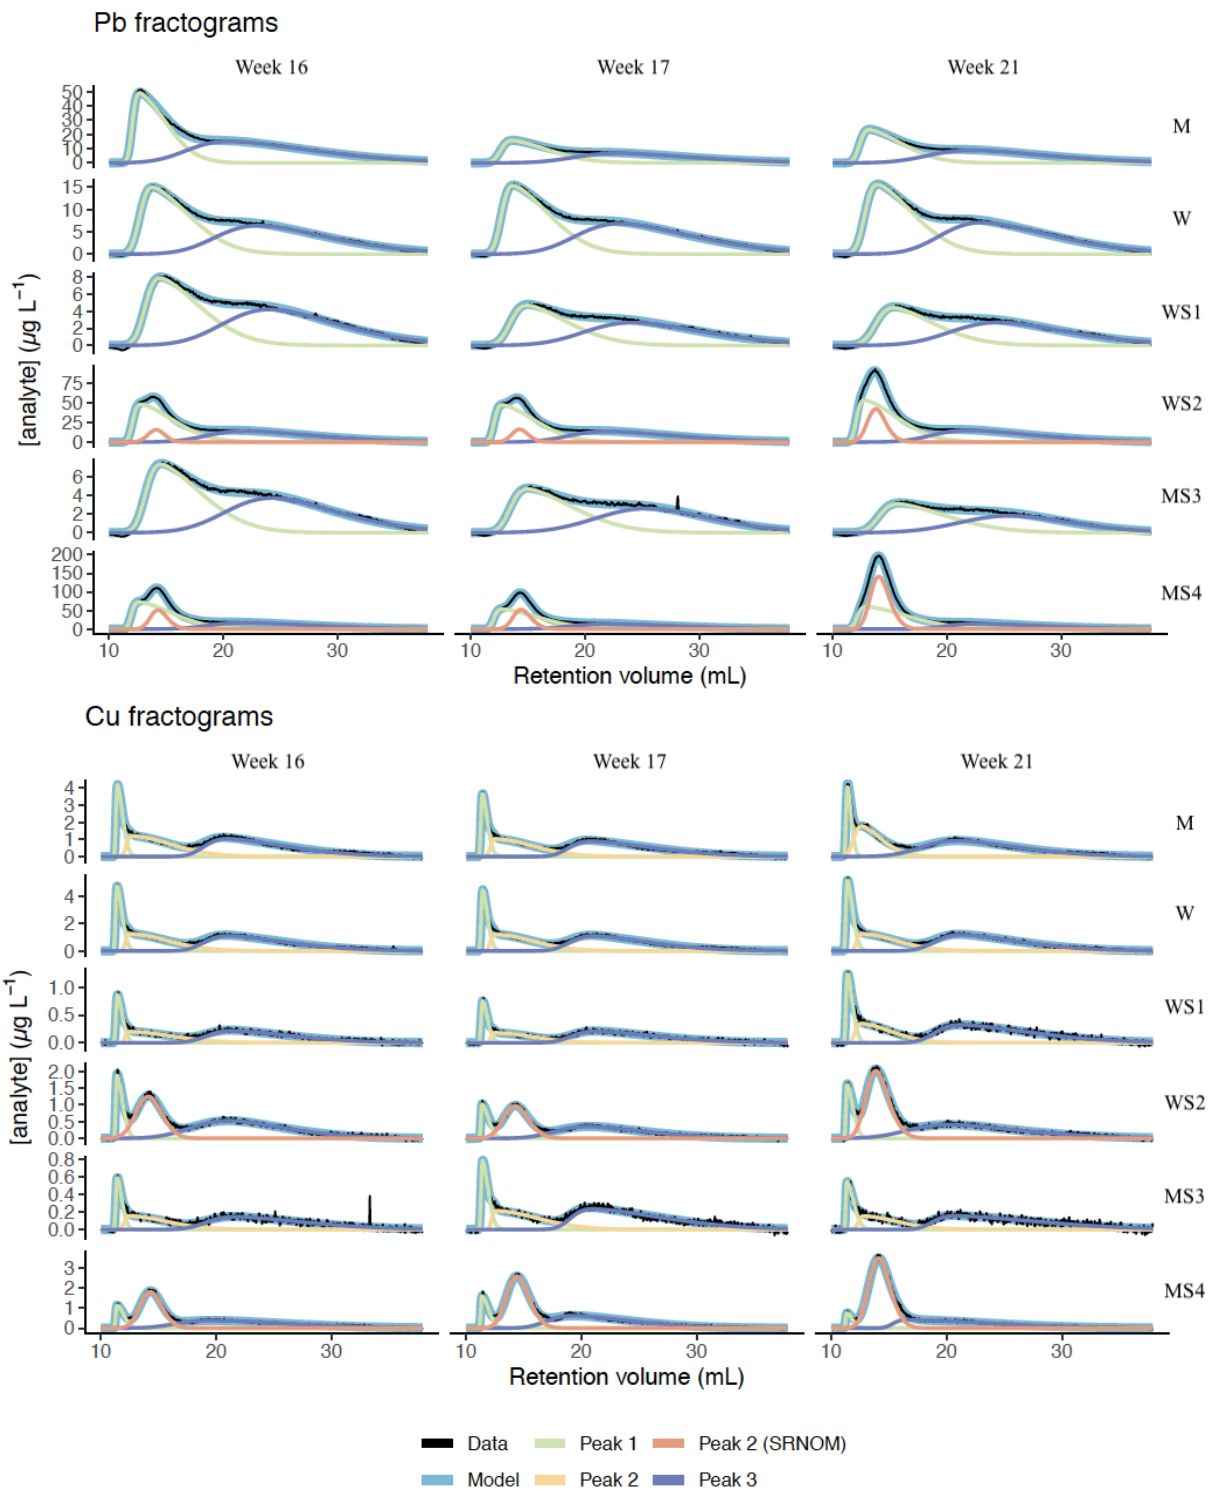 Pb fractograms
Week 16 Week 17 Week 21
50
40
30
20
10
0
M
15
10
5
0
W
8
6
4
2
0
WS1
75
50
25
0
WS2
6
4
2
0
MS3
200
150
100
50
0
MS4
[analyte] (µg L−1)
10 20 30 10 20 30 10 20 30
Retention volume (mL)
Cu fractograms
Week 16 Week 17 Week 21
4
3
2
1
0
M
4
2
0
W
1.0
0.5
0.0
WS1
2.0
1.5
1.0
0.5
0.0
WS2
0.8
0.6
0.4
0.2
0.0
MS3
3
2
1
0
MS4
[analyte] (µg L−1)
10 20 30 10 20 30 10 20 30
Retention volume (mL)
Data Peak 1 Peak 2 (SRNOM)
Model Peak 2 Peak 3